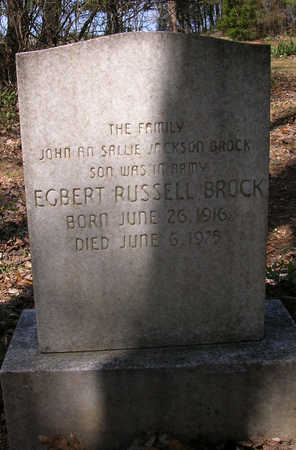 THE FAMILY
JOHN AN SALLIE JACKSON BROCK
SON WAS IN ARMY
EGBERT RUSSELL BROCK
BORN JUNE 26, 1916
DIED JUNE 6, 1975